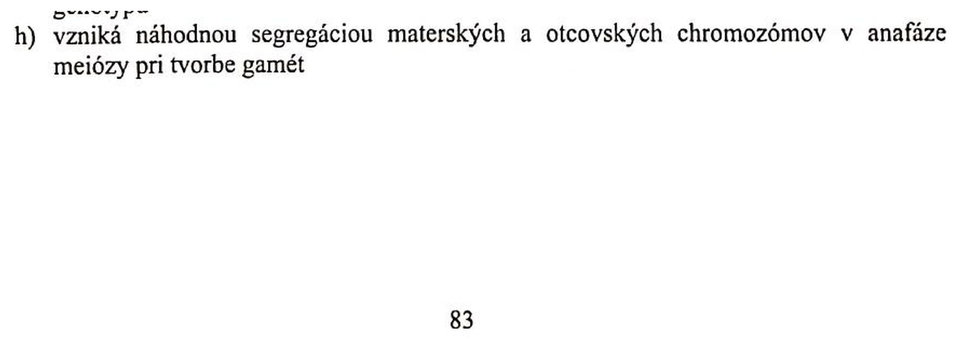 h) vzniká náhodnou segregáciou materských a otcovských chromozómov v anafáze
meiózy pri tvorbe gamét
83